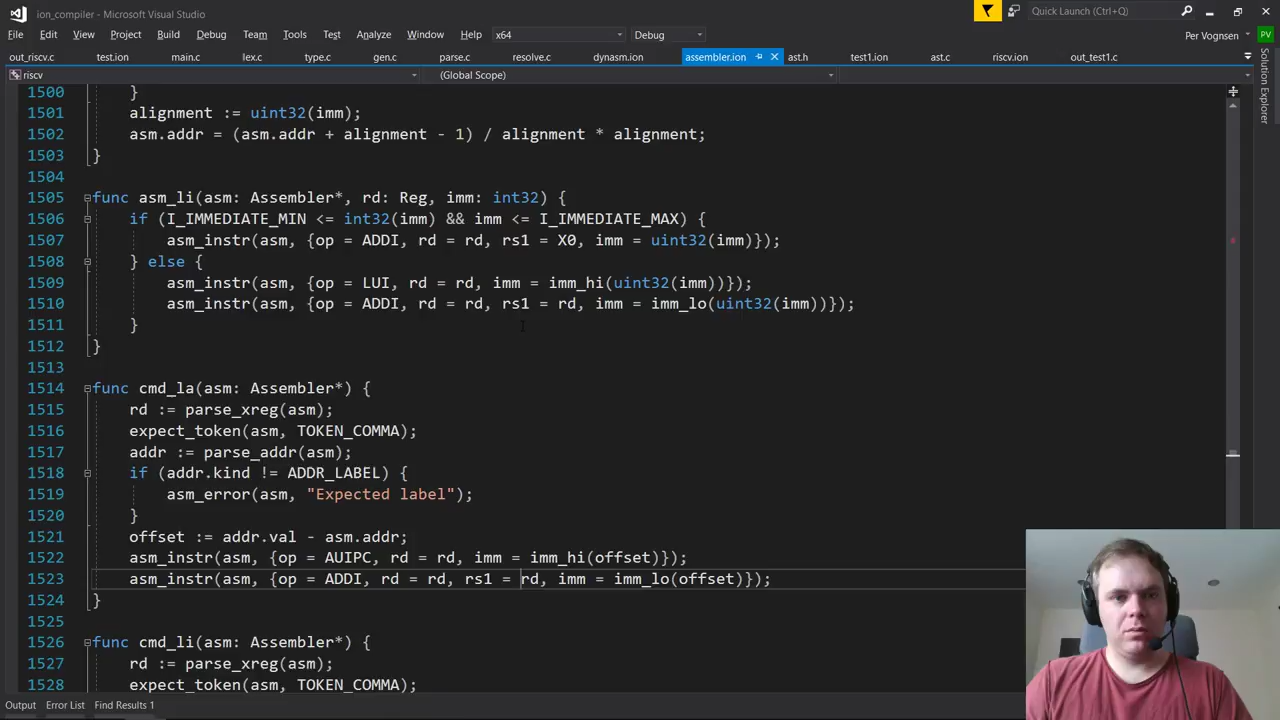 ion_compiler - Microsoft Visual Studio
Quick Launch (Ctrl+Q)
File Edit View Project Build Debug Team Tools Test Analyze Window Help x64 Debug Per Vognsen PV
out_riscv.c test.ion main.c lex.c type.c gen.c parse.c resolve.c dynasm.ion assembler.ion ast.h test1.ion ast.c riscv.ion out_test1.c
riscv (Global Scope)
Solution Explorer
1500 }
1501 alignment := uint32(imm);
1502 asm.addr = (asm.addr + alignment - 1) / alignment * alignment;
1503 }
1504
1505 func asm_li(asm: Assembler*, rd: Reg, imm: int32) {
1506 if (I_IMMEDIATE_MIN <= int32(imm) && imm <= I_IMMEDIATE_MAX) {
1507 asm_instr(asm, {op = ADDI, rd = rd, rs1 = X0, imm = uint32(imm)});
1508 } else {
1509 asm_instr(asm, {op = LUI, rd = rd, imm = imm_hi(uint32(imm))});
1510 asm_instr(asm, {op = ADDI, rd = rd, rs1 = rd, imm = imm_lo(uint32(imm))});
1511 }
1512 }
1513
1514 func cmd_la(asm: Assembler*) {
1515 rd := parse_xreg(asm);
1516 expect_token(asm, TOKEN_COMMA);
1517 addr := parse_addr(asm);
1518 if (addr.kind != ADDR_LABEL) {
1519 asm_error(asm, "Expected label");
1520 }
1521 offset := addr.val - asm.addr;
1522 asm_instr(asm, {op = AUIPC, rd = rd, imm = imm_hi(offset)});
1523 asm_instr(asm, {op = ADDI, rd = rd, rs1 = rd, imm = imm_lo(offset)});
1524 }
1525
1526 func cmd_li(asm: Assembler*) {
1527 rd := parse_xreg(asm);
1528 expect_token(asm, TOKEN_COMMA);
Output Error List Find Results 1